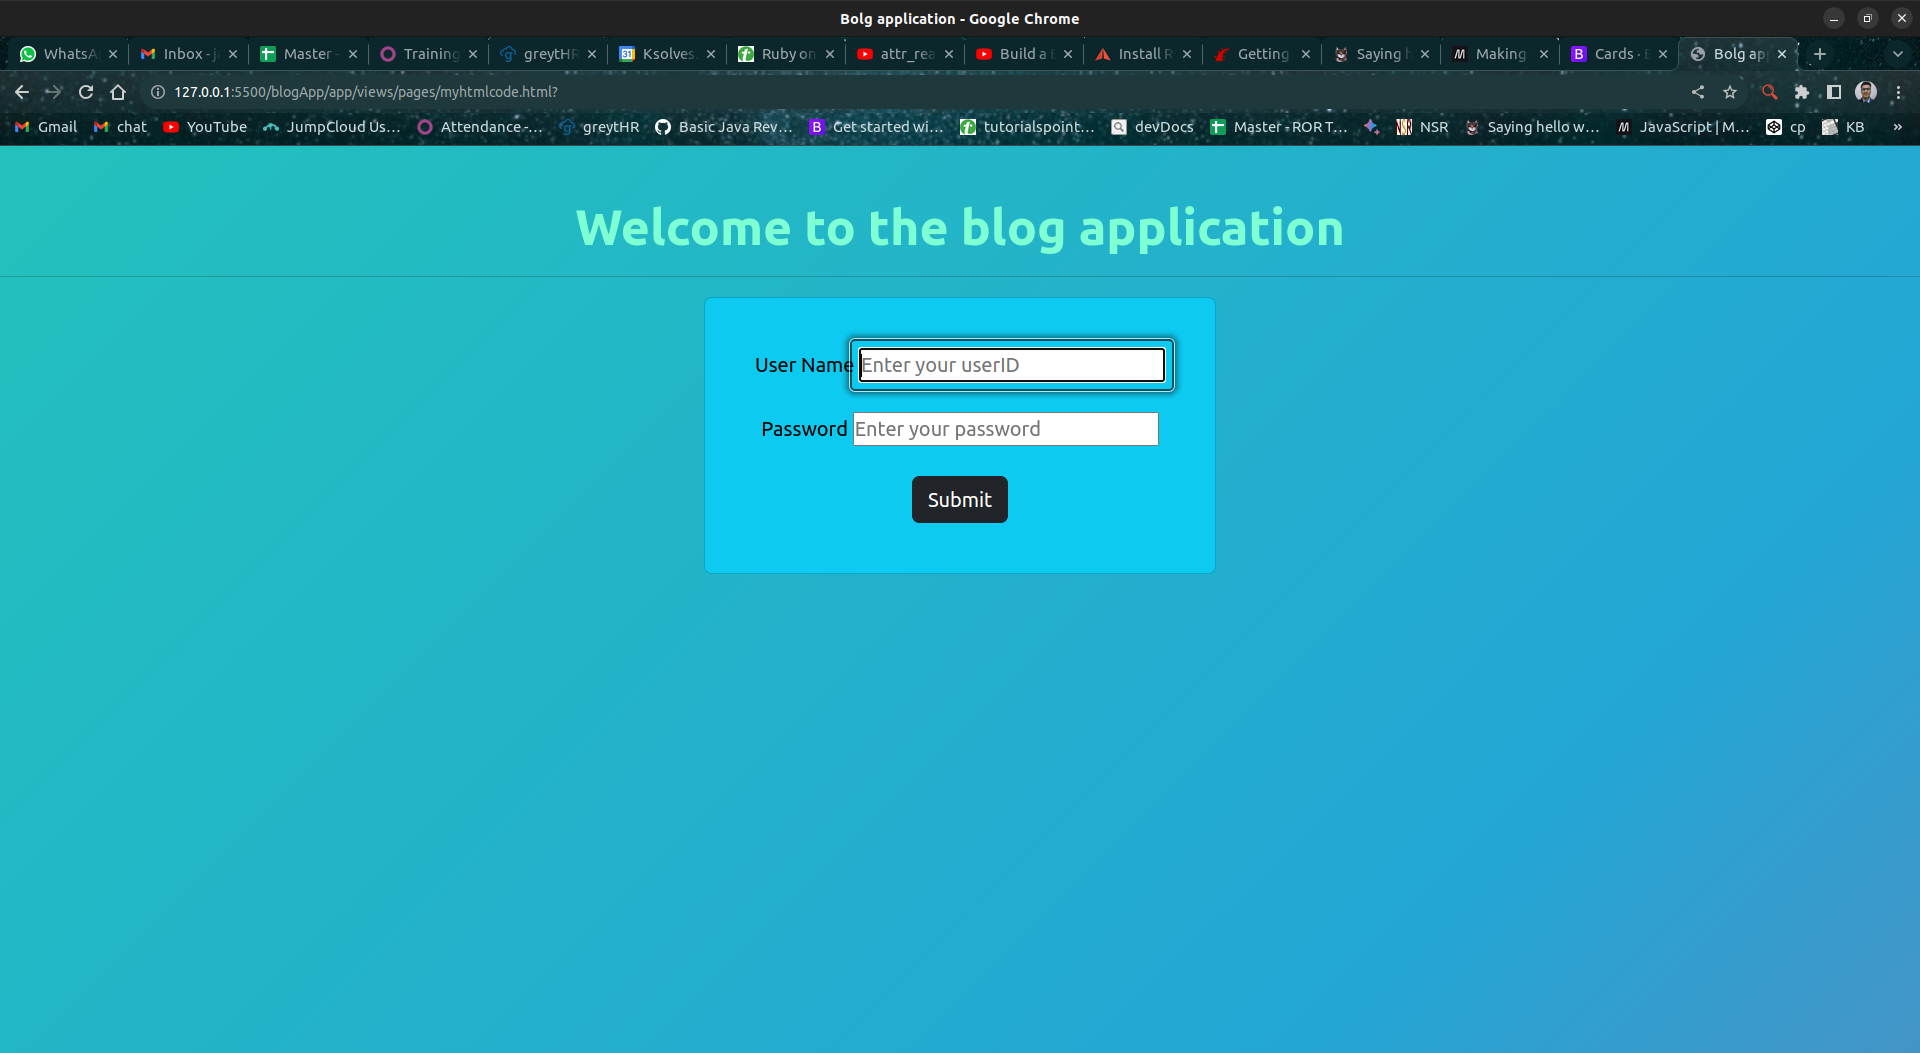 Bolg application - Google Chrome
WhatsA
Inbox - j
Master -
Training
greytHR
Ksolves
Ruby on
attr_rea
Build a B
Install R
Getting
Saying h
Making
Cards · B
Bolg app
127.0.0.1:5500/blogApp/app/views/pages/myhtmlcode.html?
Gmail
chat
YouTube
JumpCloud Us...
Attendance -...
greytHR
Basic Java Rev...
Get started wi...
tutorialspoint...
devDocs
Master - ROR T...
NSR
Saying hello w...
JavaScript | M...
cp
KB
»
Welcome to the blog application
User Name
Enter your userID
Password
Enter your password
Submit